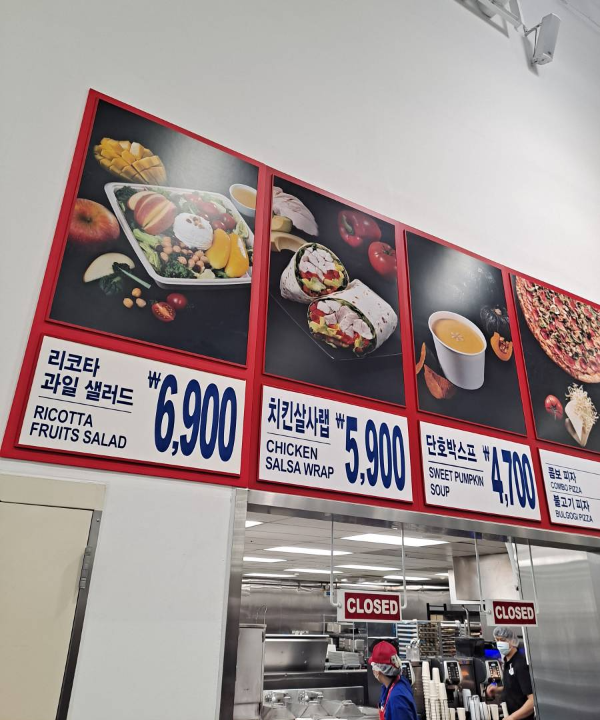 리코타
과일 샐러드
RICOTTA
FRUITS SALAD
₩6,900
치킨살사랩
CHICKEN
SALSA WRAP
₩5,900
단호박스프
SWEET PUMPKIN
SOUP
₩4,700
콤보 피자
COMBO PIZZA
불고기 피자
BULGOGI PIZZA
CLOSED
CLOSED